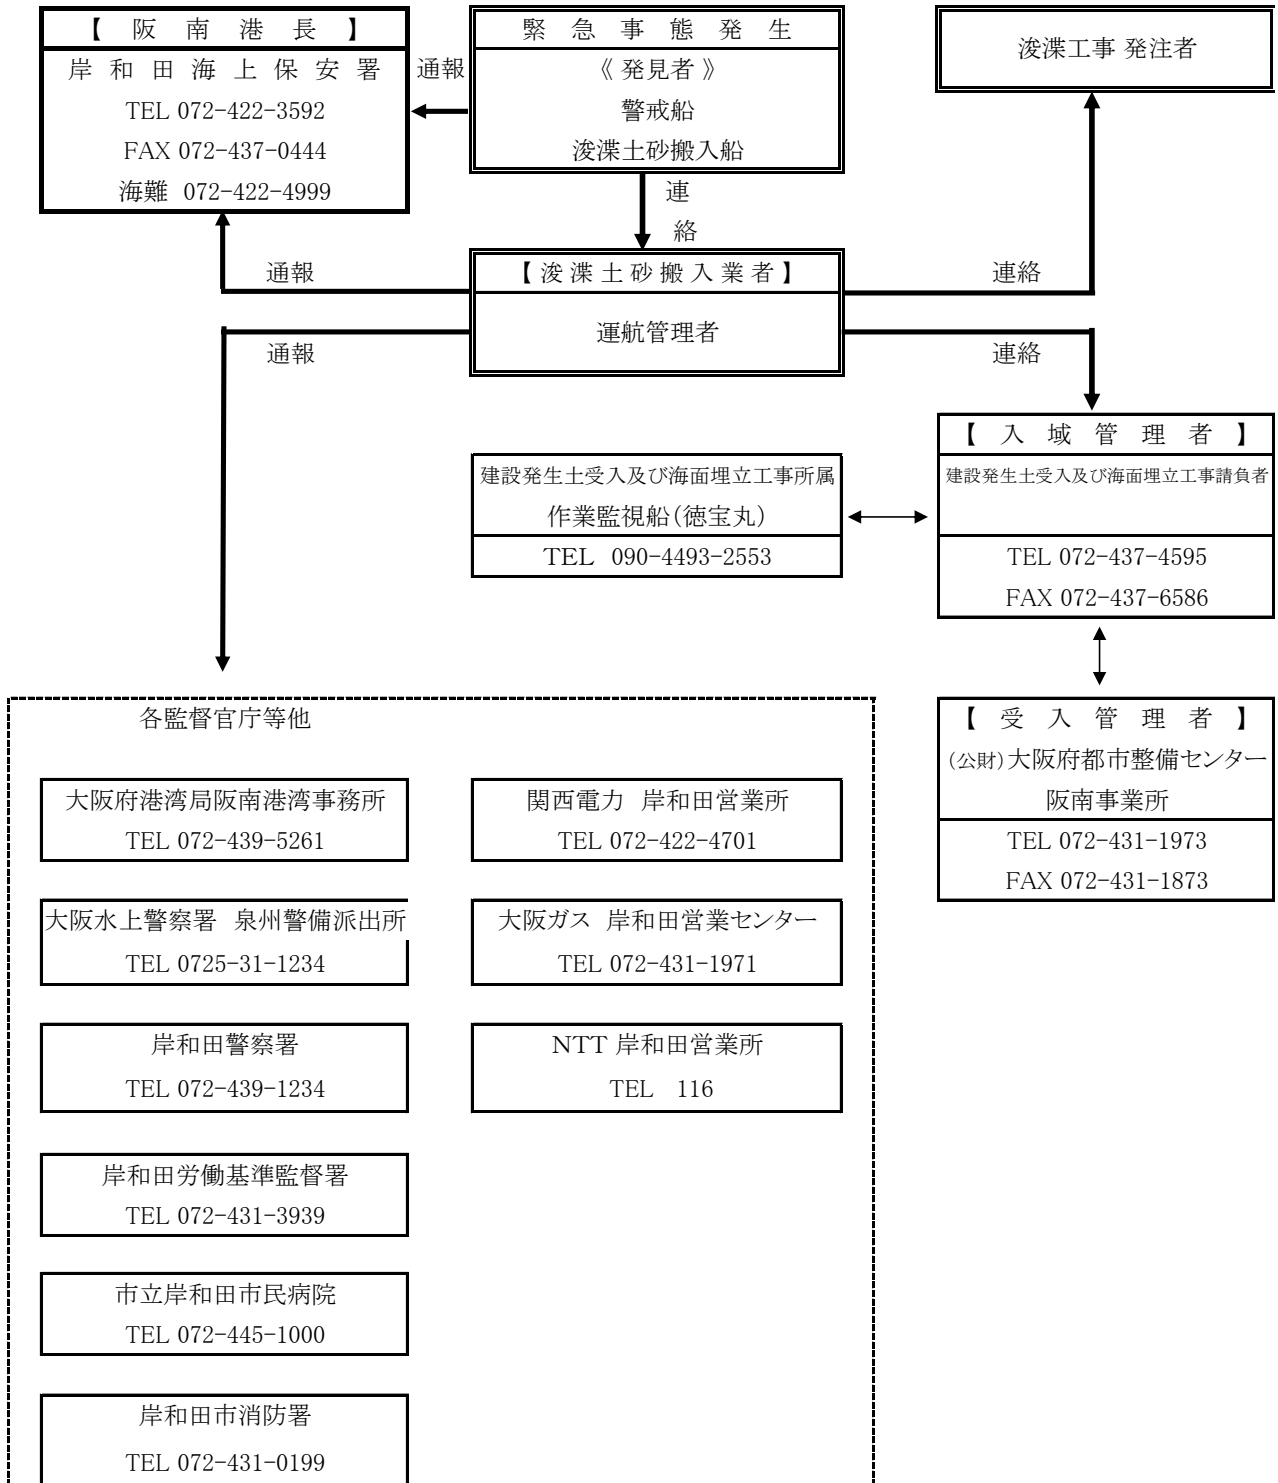 【 阪 南 港 長 】
岸 和 田 海 上 保 安 署
TEL 072-422-3592
FAX 072-437-0444
海難 072-422-4999
通報
緊 急 事 態 発 生
《 発見者 》
警戒船
浚渫土砂搬入船
浚渫工事 発注者
連
絡
通報
【 浚 渫 土 砂 搬 入 業 者 】
運航管理者
連絡
通報
連絡
【 入 域 管 理 者 】
建設発生土受入及び海面埋立工事請負者
TEL 072-437-4595
FAX 072-437-6586
建設発生土受入及び海面埋立工事所属
作業監視船(徳宝丸)
TEL 090-4493-2553
【 受 入 管 理 者 】
(公財)大阪府都市整備センター
阪南事業所
TEL 072-431-1973
FAX 072-431-1873
各監督官庁等他
大阪府港湾局阪南港湾事務所
TEL 072-439-5261
関西電力 岸和田営業所
TEL 072-422-4701
大阪水上警察署 泉州警備派出所
TEL 0725-31-1234
大阪ガス 岸和田営業センター
TEL 072-431-1971
岸和田警察署
TEL 072-439-1234
NTT 岸和田営業所
TEL 116
岸和田労働基準監督署
TEL 072-431-3939
市立岸和田市民病院
TEL 072-445-1000
岸和田市消防署
TEL 072-431-0199